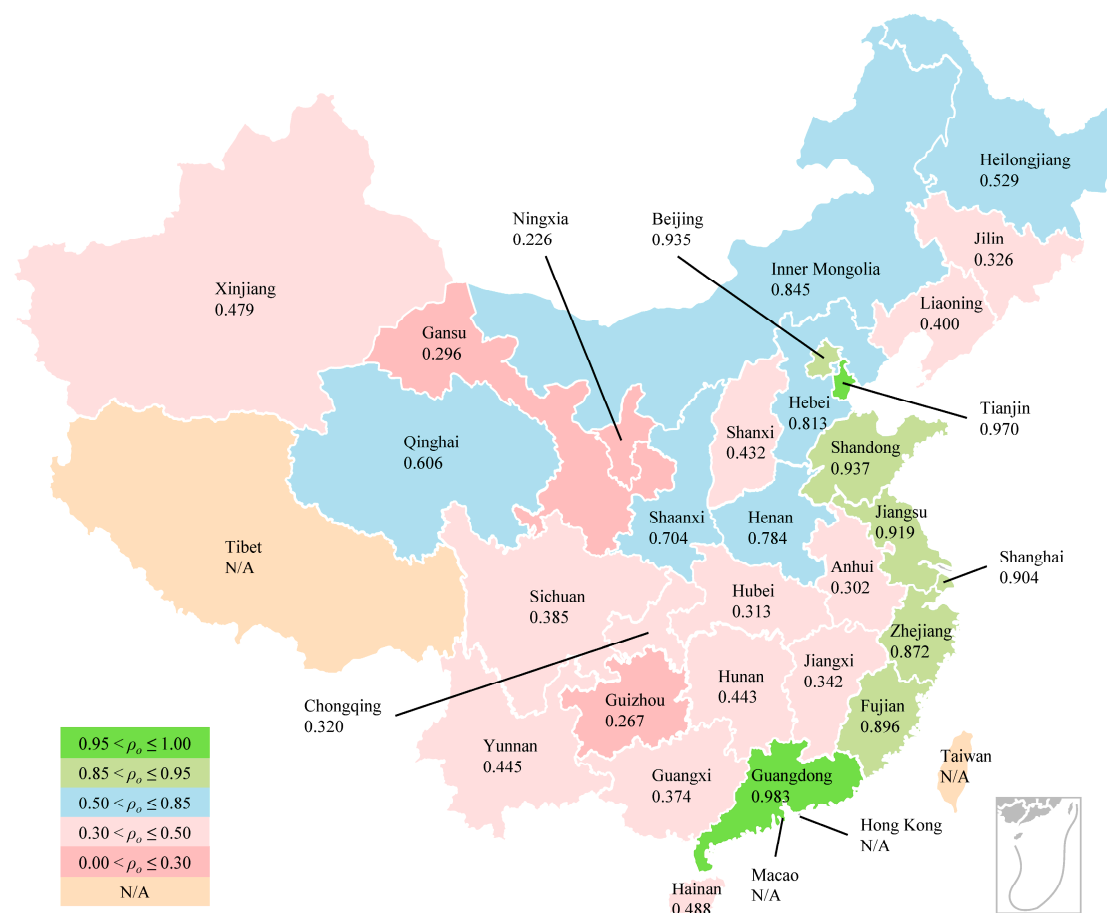 Heilongjiang
0.529
Ningxia
0.226
Beijing
0.935
Jilin
0.326
Inner Mongolia
0.845
Xinjiang
0.479
Liaoning
0.400
Gansu
0.296
Hebei
0.813
Tianjin
0.970
Shanxi
0.432
Qinghai
0.606
Shandong
0.937
Shaanxi
0.704
Henan
0.784
Jiangsu
0.919
Tibet
N/A
Anhui
0.302
Shanghai
0.904
Sichuan
0.385
Hubei
0.313
Zhejiang
0.872
Jiangxi
0.342
Hunan
0.443
Chongqing
0.320
Guizhou
0.267
Fujian
0.896
Yunnan
0.445
Guangxi
0.374
Guangdong
0.983
Taiwan
N/A
Hong Kong
N/A
Macao
N/A
Hainan
0.488
0.95 < ρo ≤ 1.00
0.85 < ρo ≤ 0.95
0.50 < ρo ≤ 0.85
0.30 < ρo ≤ 0.50
0.00 < ρo ≤ 0.30
N/A